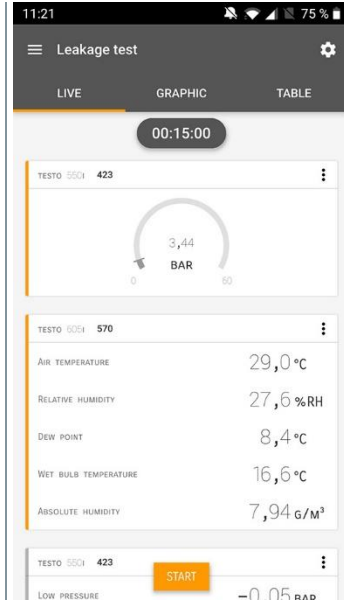 11:21 75 %
Leakage test
LIVE GRAPHIC TABLE
00:15:00
TESTO 550I 423
3,44
BAR
0 60
TESTO 605I 570
AIR TEMPERATURE 29,0 °C
RELATIVE HUMIDITY 27,6 %RH
DEW POINT 8,4 °C
WET BULB TEMPERATURE 16,6 °C
ABSOLUTE HUMIDITY 7,94 G/M³
TESTO 550I 423
START
LOW PRESSURE -0,05 BAR